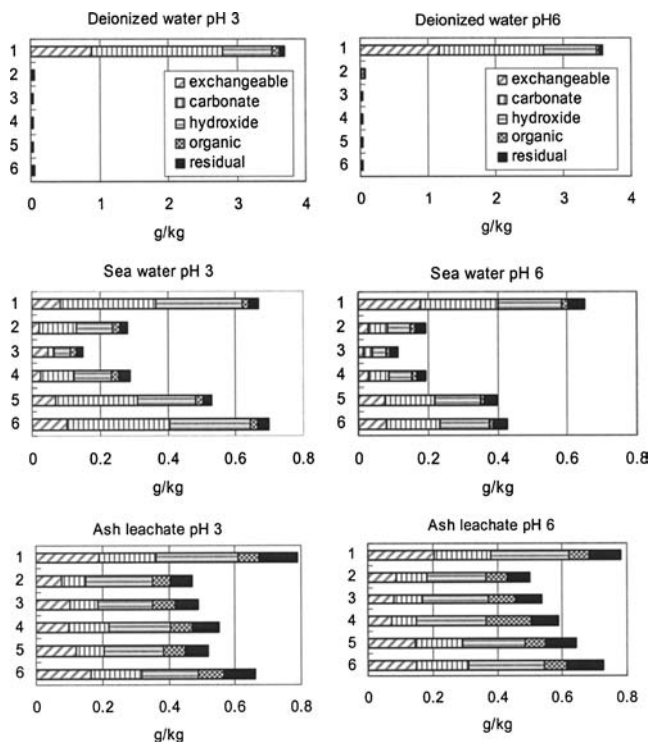 Deionized water pH 3
1
2
3
4
5
6
exchangeable
carbonate
hydroxide
organic
residual
0 1 2 3 4
g/kg
Deionized water pH6
1
2
3
4
5
6
exchangeable
carbonate
hydroxide
organic
residual
0 1 2 3 4
g/kg
Sea water pH 3
1
2
3
4
5
6
0 0.2 0.4 0.6 0.8
g/kg
Sea water pH 6
1
2
3
4
5
6
0 0.2 0.4 0.6 0.8
g/kg
Ash leachate pH 3
1
2
3
4
5
6
0 0.2 0.4 0.6 0.8
g/kg
Ash leachate pH 6
1
2
3
4
5
6
0 0.2 0.4 0.6 0.8
g/kg